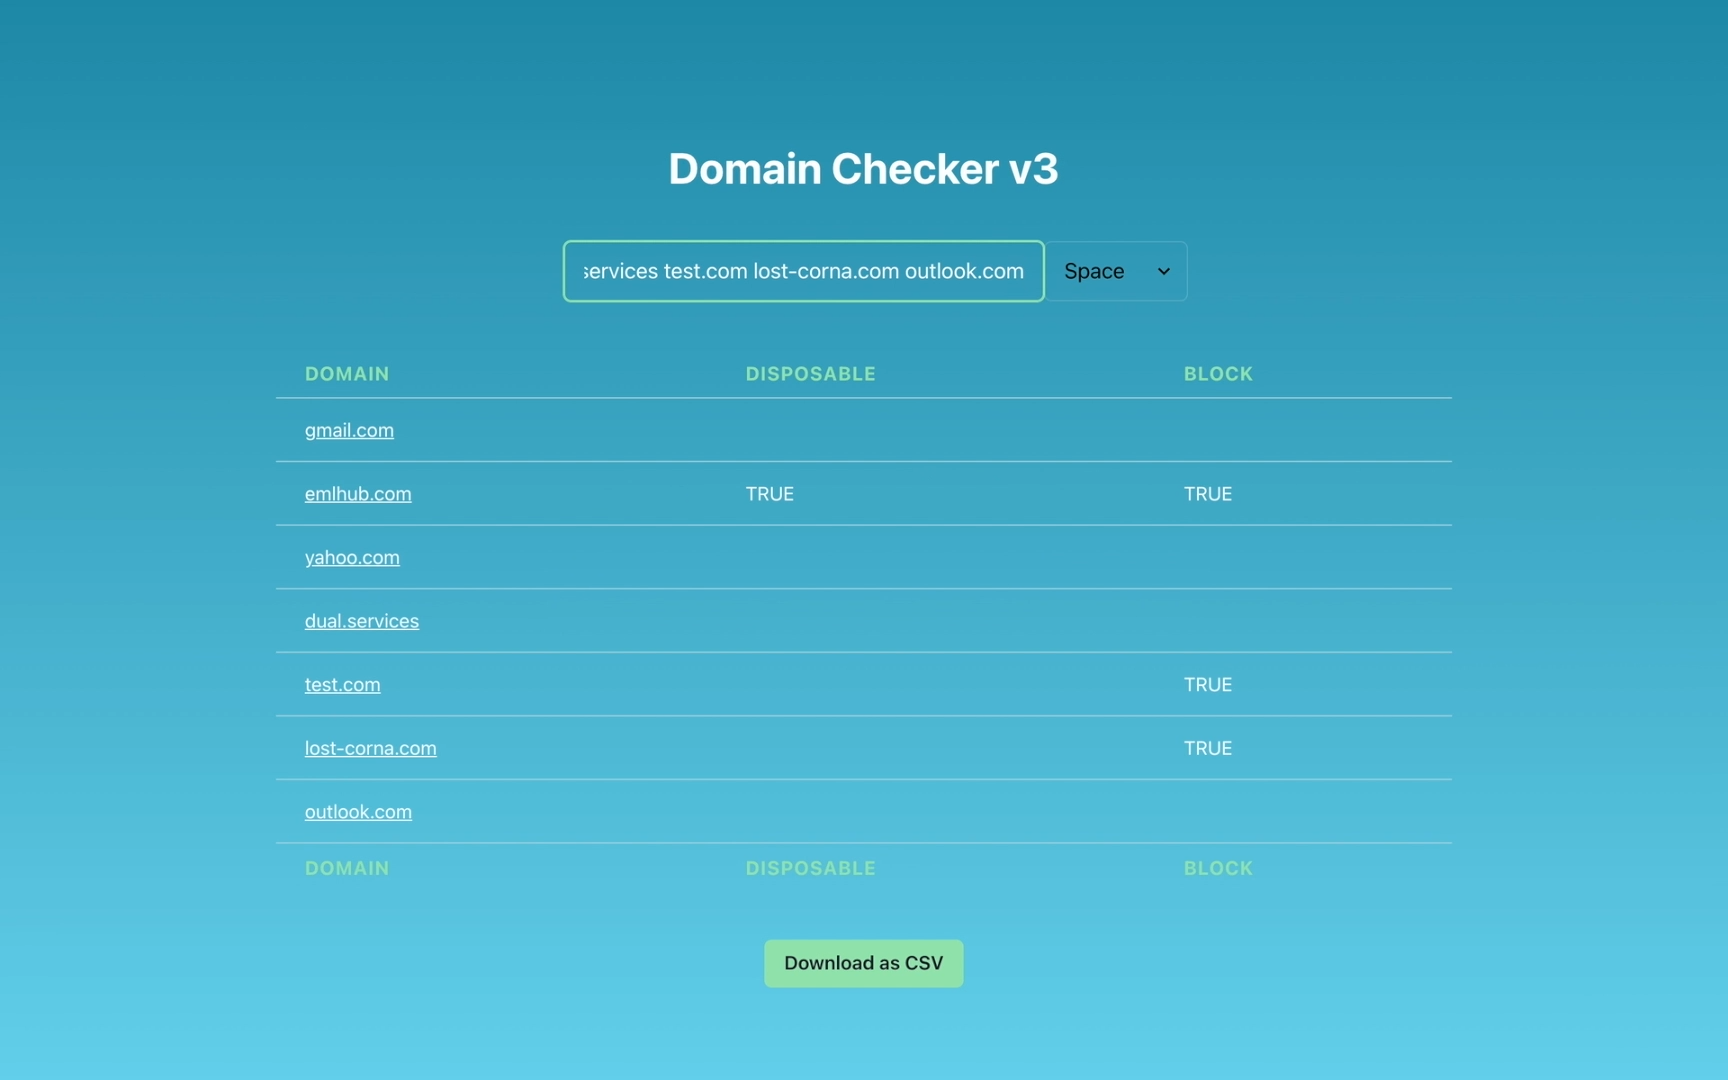 Domain Checker v3
services test.com lost-corna.com outlook.com Space
DOMAIN DISPOSABLE BLOCK
gmail.com
emlhub.com TRUE TRUE
yahoo.com
dual.services
test.com TRUE
lost-corna.com TRUE
outlook.com
DOMAIN DISPOSABLE BLOCK
Download as CSV